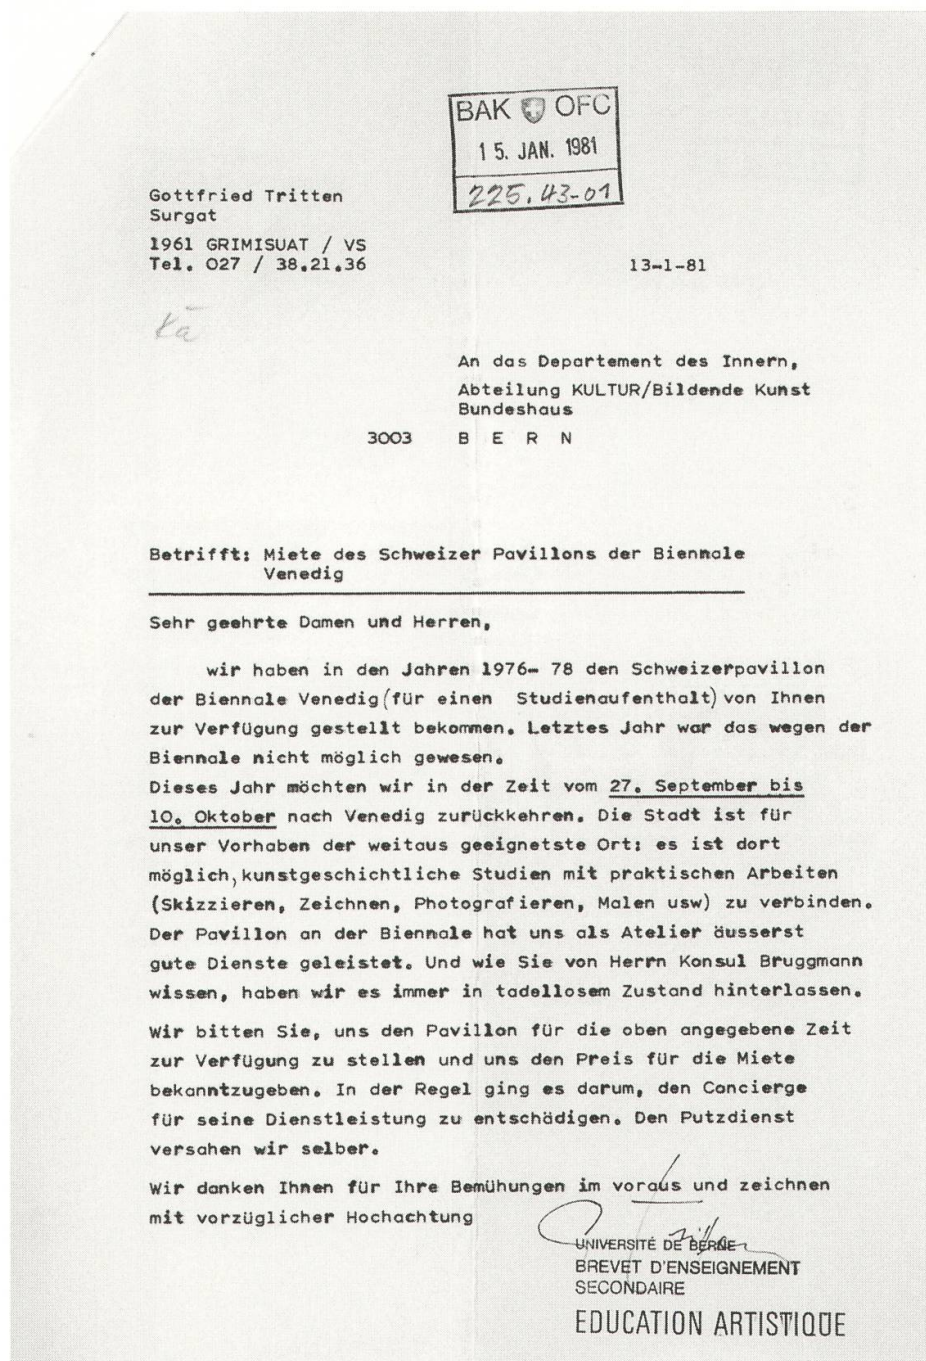 BAK OFC
15. JAN. 1981
225.43-01
Gottfried Tritten
Surgat
1961 GRIMISUAT / VS
Tel. 027 / 38.21.36
13-1-81
An das Departement des Innern,
Abteilung KULTUR/Bildende Kunst
Bundeshaus
3003 B E R N
Betrifft: Miete des Schweizer Pavillons der Biennale
Venedig
Sehr geehrte Damen und Herren,
wir haben in den Jahren 1976- 78 den Schweizerpavillon
der Biennale Venedig (für einen Studienaufenthalt) von Ihnen
zur Verfügung gestellt bekommen. Letztes Jahr war das wegen der
Biennale nicht möglich gewesen.
Dieses Jahr möchten wir in der Zeit vom 27. September bis
10. Oktober nach Venedig zurückkehren. Die Stadt ist für
unser Vorhaben der weitaus geeignetste Ort: es ist dort
möglich, kunstgeschichtliche Studien mit praktischen Arbeiten
(Skizzieren, Zeichnen, Photografieren, Malen usw) zu verbinden.
Der Pavillon an der Biennale hat uns als Atelier äusserst
gute Dienste geleistet. Und wie Sie von Herrn Konsul Bruggmann
wissen, haben wir es immer in tadellosem Zustand hinterlassen.
Wir bitten Sie, uns den Pavillon für die oben angegebene Zeit
zur Verfügung zu stellen und uns den Preis für die Miete
bekanntzugeben. In der Regel ging es darum, den Concierge
für seine Dienstleistung zu entschädigen. Den Putzdienst
versahen wir selber.
Wir danken Ihnen für Ihre Bemühungen im voraus und zeichnen
mit vorzüglicher Hochachtung
UNIVERSITÉ DE BERNE
BREVET D'ENSEIGNEMENT
SECONDAIRE
EDUCATION ARTISTIQUE